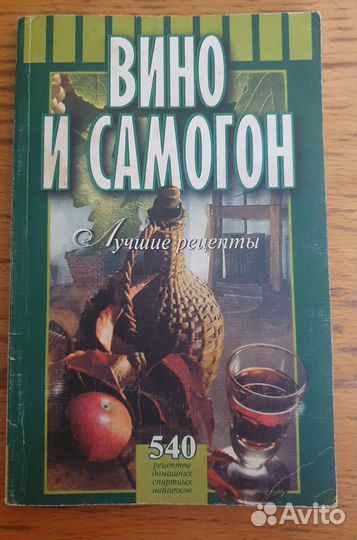 ВИНО
И САМОГОН
Лучшие рецепты
540
рецептов
домашних
спиртных
напитков
Avito